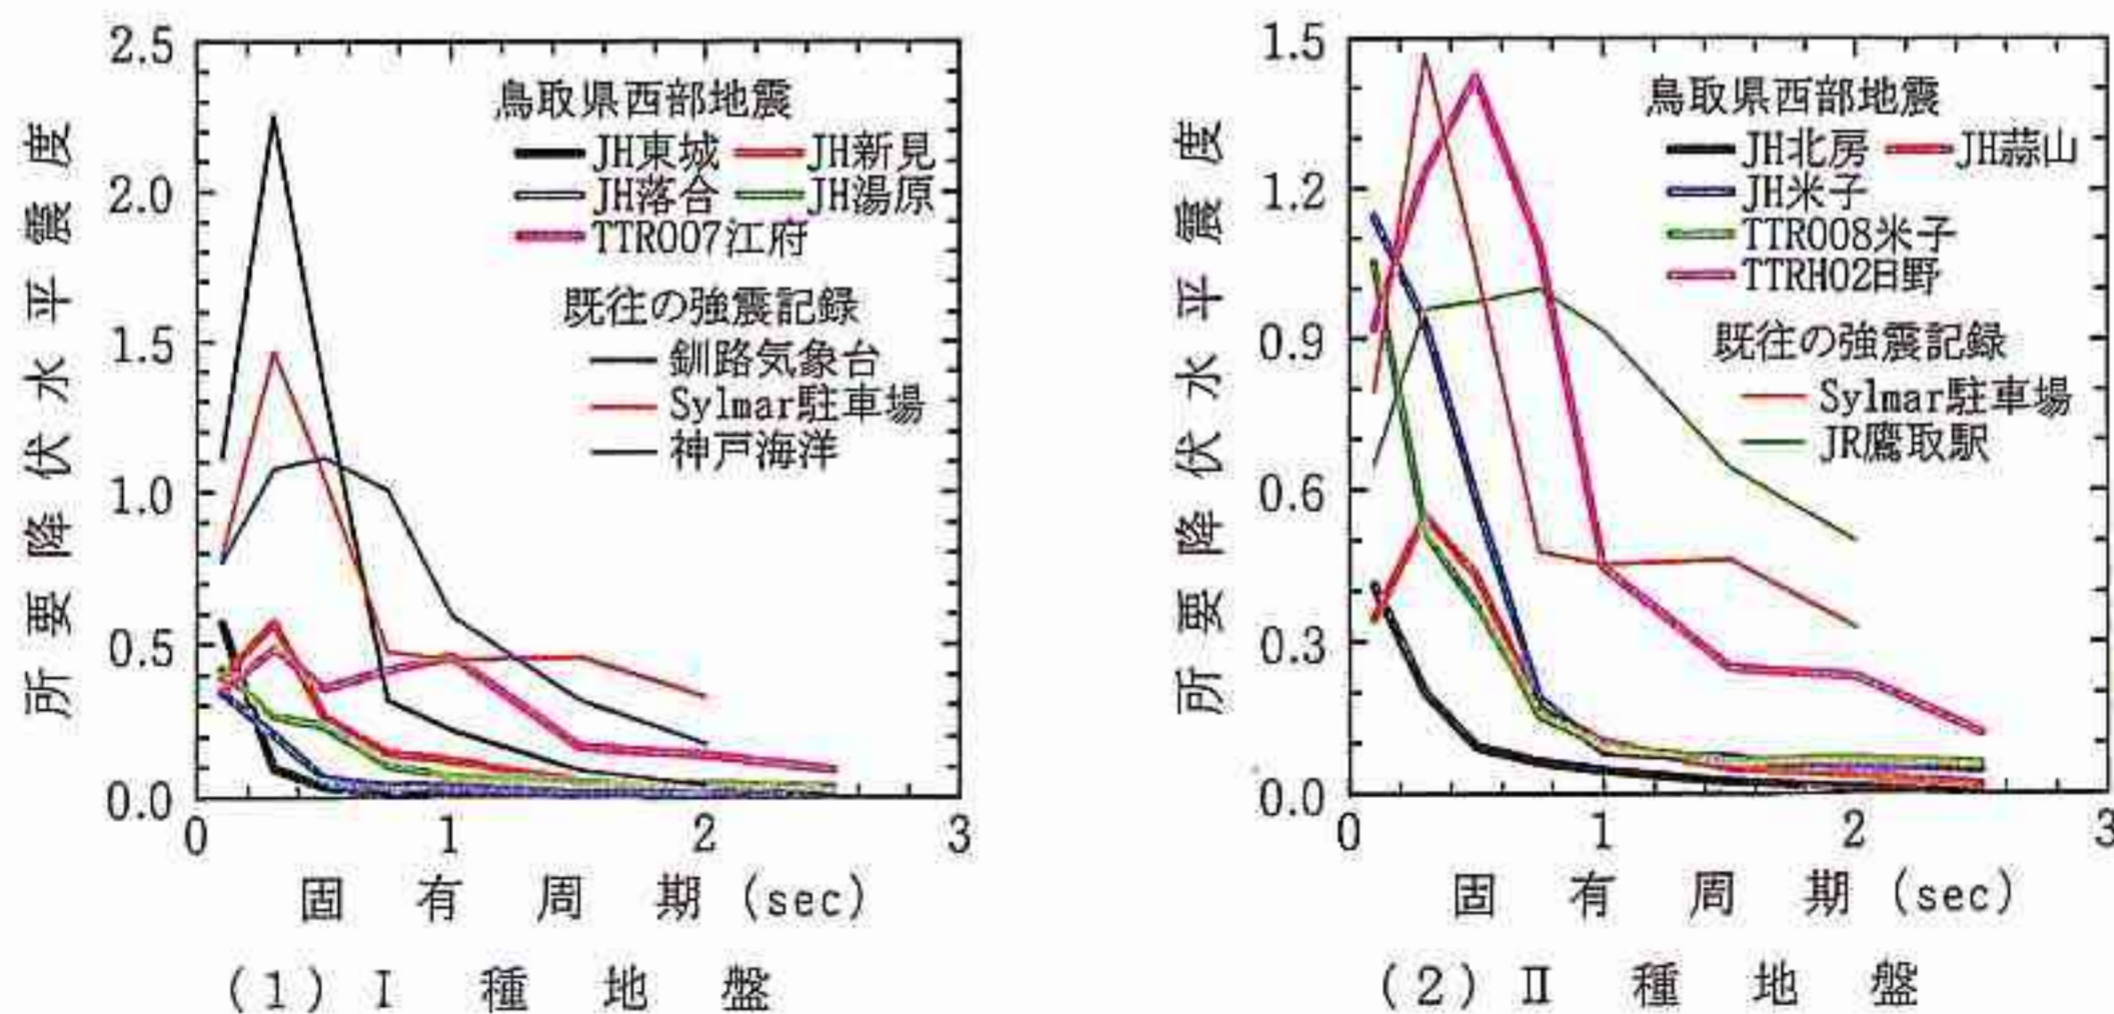 所要降伏水平震度
2.5
2.0
1.5
1.0
0.5
0.0
鳥取県西部地震
JH東城 JH新見
JH落合 JH湯原
TTR007江府
既往の強震記録
釧路気象台
Sylmar駐車場
神戸海洋
0 1 2 3
固有周期(sec)
(1) I 種地盤
所要降伏水平震度
1.5
1.2
0.9
0.6
0.3
0.0
鳥取県西部地震
JH北房 JH蒜山
JH米子
TTR008米子
TTRH02日野
既往の強震記録
Sylmar駐車場
JR鷹取駅
0 1 2 3
固有周期(sec)
(2) Ⅱ 種地盤